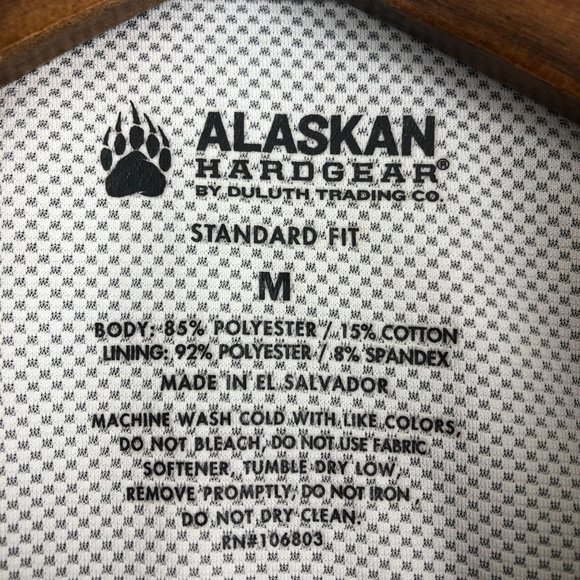 ALASKAN
HARDGEAR®
BY DULUTH TRADING CO.
STANDARD FIT
M
BODY: 85% POLYESTER / 15% COTTON
LINING: 92% POLYESTER / 8% SPANDEX
MADE IN EL SALVADOR
MACHINE WASH COLD WITH LIKE COLORS,
DO NOT BLEACH, DO NOT USE FABRIC
SOFTENER, TUMBLE DRY LOW,
REMOVE PROMPTLY, DO NOT IRON,
DO NOT DRY CLEAN.
RN#106803